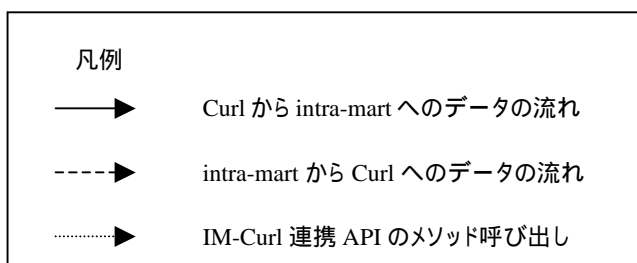 凡例
Curl から intra-mart へのデータの流れ
intra-mart から Curl へのデータの流れ
IM-Curl 連携 API のメソッド呼び出し